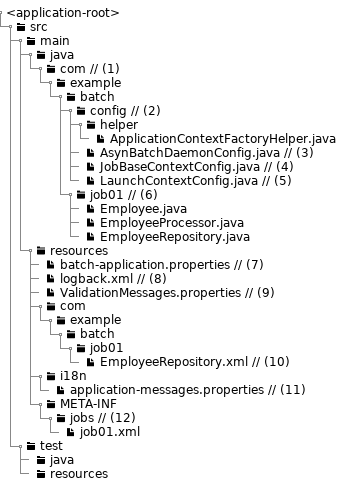 <application-root>
src
main
java
com // (1)
example
batch
config // (2)
helper
ApplicationContextFactoryHelper.java
AsynBatchDaemonConfig.java // (3)
JobBaseContextConfig.java // (4)
LaunchContextConfig.java // (5)
job01 // (6)
Employee.java
EmployeeProcessor.java
EmployeeRepository.java
resources
batch-application.properties // (7)
logback.xml // (8)
ValidationMessages.properties // (9)
com
example
batch
job01
EmployeeRepository.xml // (10)
i18n
application-messages.properties // (11)
META-INF
jobs // (12)
job01.xml
test
java
resources